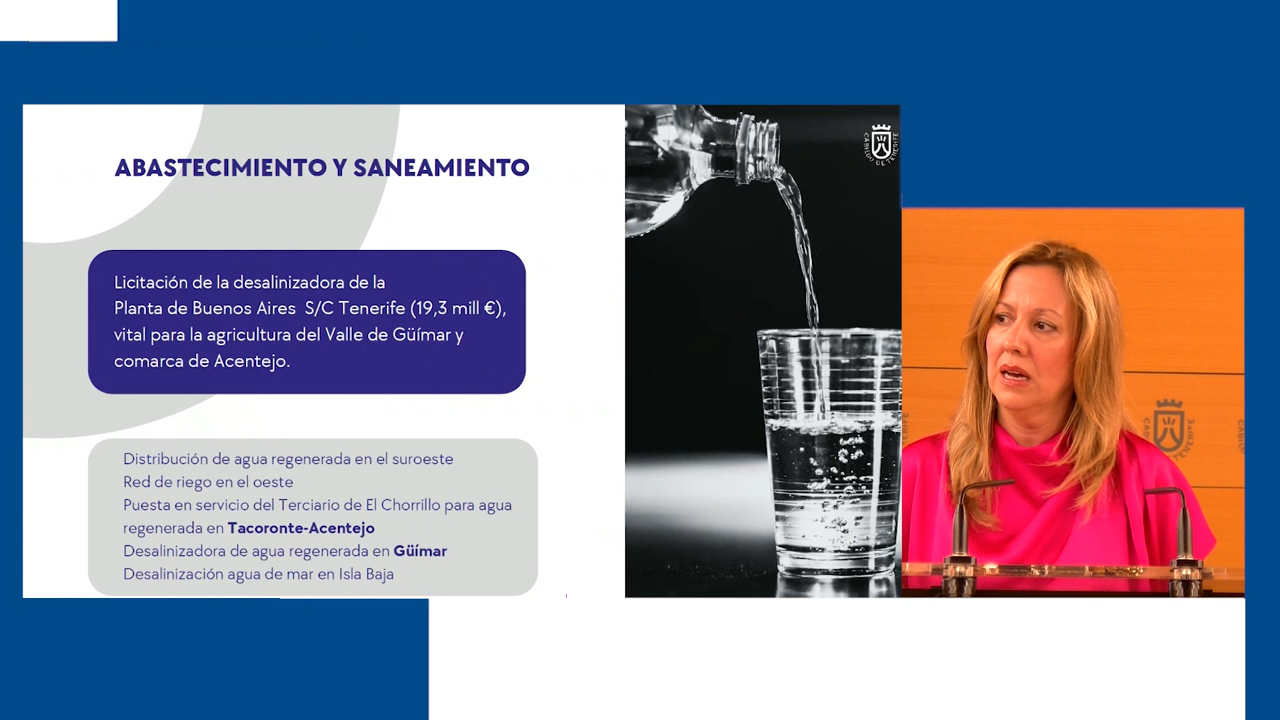 ABASTECIMIENTO Y SANEAMIENTO
Licitación de la desalinizadora de la
Planta de Buenos Aires S/C Tenerife (19,3 mill €),
vital para la agricultura del Valle de Güímar y
comarca de Acentejo.
Distribución de agua regenerada en el suroeste
Red de riego en el oeste
Puesta en servicio del Terciario de El Chorrillo para agua
regenerada en Tacoronte-Acentejo
Desalinizadora de agua regenerada en Güímar
Desalinización agua de mar en Isla Baja
CABILDO DE TENERIFE